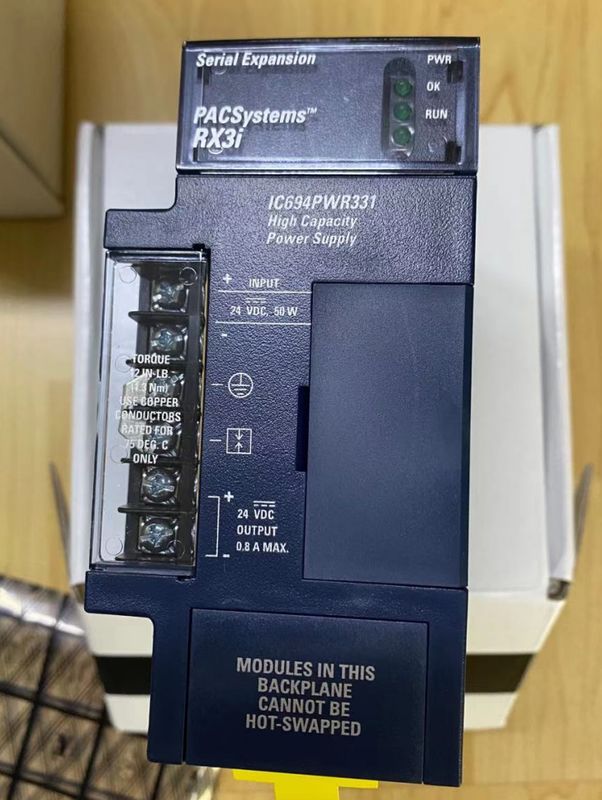 Serial Expansion
PWR
OK
RUN
PACSystems™
RX3i
IC694PWR331
High Capacity
Power Supply
+ INPUT
24 VDC, 50 W
-
TORQUE
12 IN-LB.
(1.3 Nm)
USE COPPER
CONDUCTORS
RATED FOR
75 DEG. C
ONLY
+
24 VDC
OUTPUT
0.8 A MAX.
-
MODULES IN THIS
BACKPLANE
CANNOT BE
HOT-SWAPPED